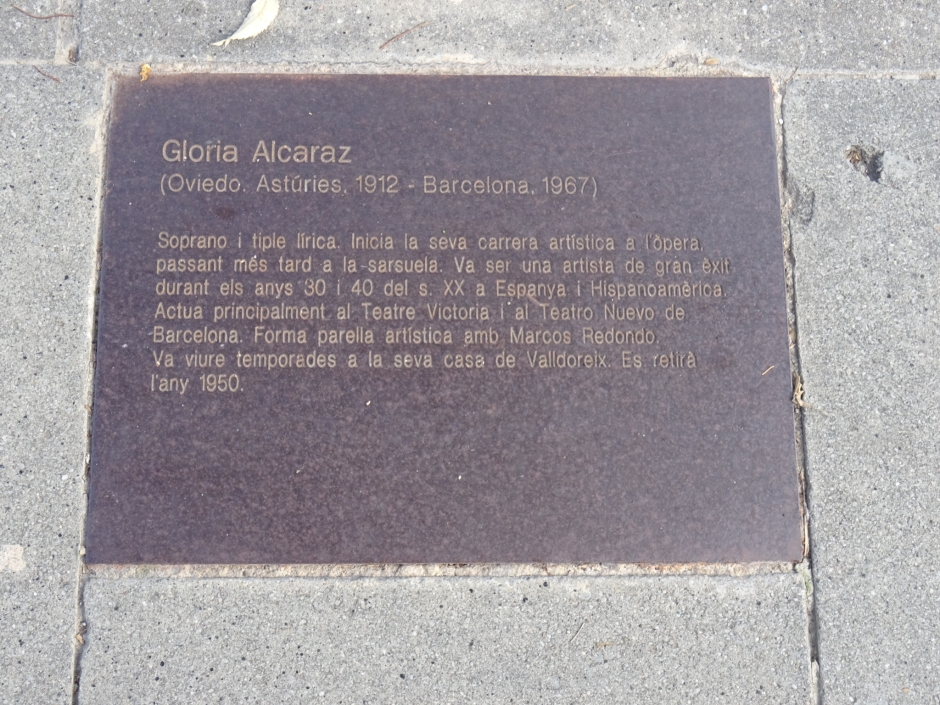 Gloria Alcaraz
(Oviedo. Astúries, 1912 - Barcelona, 1967)
Soprano i tiple lírica. Inicia la seva carrera artística a l'òpera,
passant més tard a la sarsuela. Va ser una artista de gran èxit
durant els anys 30 i 40 del s. XX a Espanya i Hispanoamèrica.
Actua principalment al Teatre Victoria i al Teatro Nuevo de
Barcelona. Forma parella artística amb Marcos Redondo.
Va viure temporades a la seva casa de Valldoreix. Es retirà
l'any 1950.